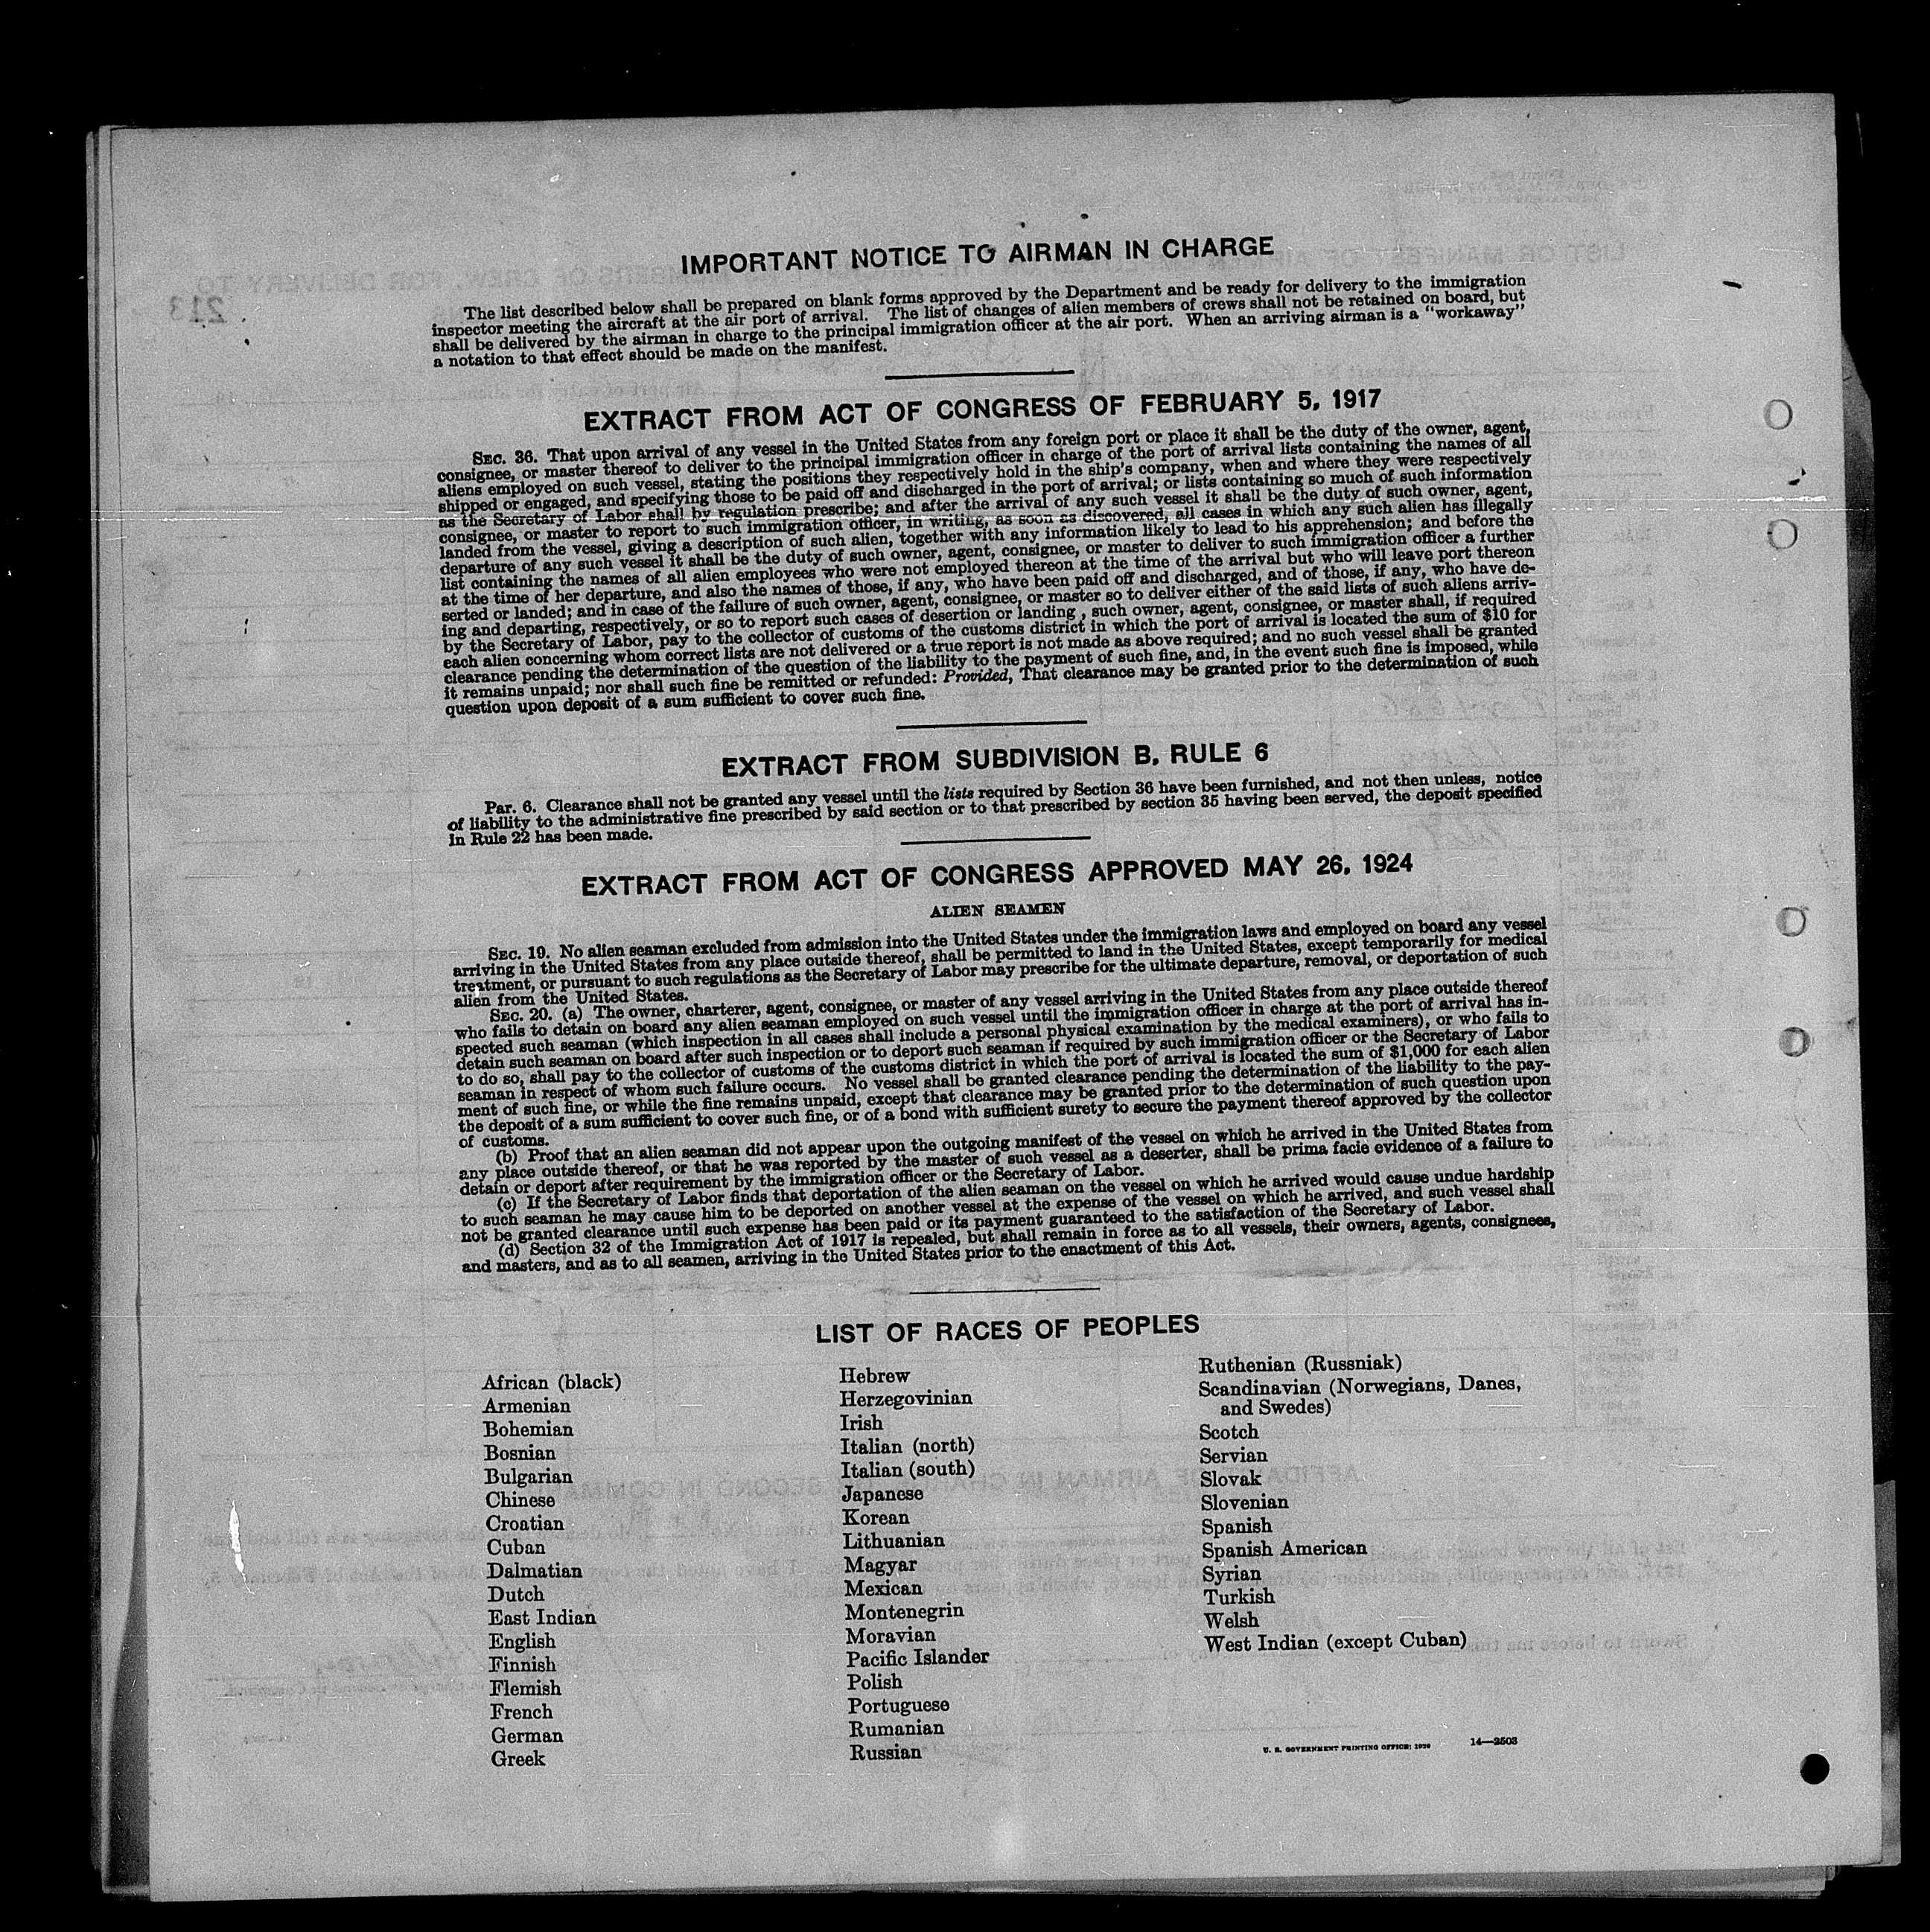 IMPORTANT NOTICE TO AIRMAN IN CHARGE
The list described below shall be prepared on blank forms approved by the Department and be ready for delivery to the immigration
inspector meeting the aircraft at the air port of arrival. The list of changes of alien members of crews shall not be retained on board, but
shall be delivered by the airman in charge to the principal immigration officer at the air port. When an arriving airman is a "workaway"
a notation to that effect should be made on the manifest.
EXTRACT FROM ACT OF CONGRESS OF FEBRUARY 5, 1917
SEC. 36. That upon arrival of any vessel in the United States from any foreign port or place it shall be the duty of the owner, agent,
consignee, or master thereof to deliver to the principal immigration officer in charge of the port of arrival lists containing the names of all
aliens employed on such vessel, stating the positions they respectively hold in the ship's company, when and where they were respectively
shipped or engaged, and specifying those to be paid off and discharged in the port of arrival; or lists containing so much of such information
as the Secretary of Labor shall by regulation prescribe; and after the arrival of any such vessel it shall be the duty of such owner, agent,
consignee, or master to report to such immigration officer, in writing, as soon as discovered, all cases in which any such alien has illegally
landed from the vessel, giving a description of such alien, together with any information likely to lead to his apprehension; and before the
departure of any such vessel it shall be the duty of such owner, agent, consignee, or master to deliver to such immigration officer a further
list containing the names of all alien employees who were not employed thereon at the time of the arrival but who will leave port thereon
at the time of her departure, and also the names of those, if any, who have been paid off and discharged, and of those, if any, who have de-
serted or landed; and in case of the failure of such owner, agent, consignee, or master so to deliver either of the said lists of such aliens arriv-
ing and departing, respectively, or so to report such cases of desertion or landing , such owner, agent, consignee, or master shall, if required
by the Secretary of Labor, pay to the collector of customs of the customs district in which the port of arrival is located the sum of $10 for
each alien concerning whom correct lists are not delivered or a true report is not made as above required; and no such vessel shall be granted
clearance pending the determination of the question of the liability to the payment of such fine, and, in the event such fine is imposed, while
it remains unpaid; nor shall such fine be remitted or refunded: Provided, That clearance may be granted prior to the determination of such
question upon deposit of a sum sufficient to cover such fine.
EXTRACT FROM SUBDIVISION B, RULE 6
Par. 6. Clearance shall not be granted any vessel until the lists required by Section 36 have been furnished, and not then unless, notice
of liability to the administrative fine prescribed by said section or to that prescribed by section 35 having been served, the deposit specified
in Rule 22 has been made.
EXTRACT FROM ACT OF CONGRESS APPROVED MAY 26, 1924
ALIEN SEAMEN
SEC. 19. No alien seaman excluded from admission into the United States under the immigration laws and employed on board any vessel
arriving in the United States from any place outside thereof, shall be permitted to land in the United States, except temporarily for medical
treatment, or pursuant to such regulations as the Secretary of Labor may prescribe for the ultimate departure, removal, or deportation of such
alien from the United States.
SEC. 20. (a) The owner, charterer, agent, consignee, or master of any vessel arriving in the United States from any place outside thereof
who fails to detain on board any alien seaman employed on such vessel until the immigration officer in charge at the port of arrival has in-
spected such seaman (which inspection in all cases shall include a personal physical examination by the medical examiners), or who fails to
detain such seaman on board after such inspection or to deport such seaman if required by such immigration officer or the Secretary of Labor
to do so, shall pay to the collector of customs of the customs district in which the port of arrival is located the sum of $1,000 for each alien
seaman in respect of whom such failure occurs. No vessel shall be granted clearance pending the determination of the liability to the pay-
ment of such fine, or while the fine remains unpaid, except that clearance may be granted prior to the determination of such question upon
the deposit of a sum sufficient to cover such fine, or of a bond with sufficient surety to secure the payment thereof approved by the collector
of customs.
(b) Proof that an alien seaman did not appear upon the outgoing manifest of the vessel on which he arrived in the United States from
any place outside thereof, or that he was reported by the master of such vessel as a deserter, shall be prima facie evidence of a failure to
detain or deport after requirement by the immigration officer or the Secretary of Labor.
(c) If the Secretary of Labor finds that deportation of the alien seaman on the vessel on which he arrived would cause undue hardship
to such seaman he may cause him to be deported on another vessel at the expense of the vessel on which he arrived, and such vessel shall
not be granted clearance until such expense has been paid or its payment guaranteed to the satisfaction of the Secretary of Labor.
(d) Section 32 of the Immigration Act of 1917 is repealed, but shall remain in force as to all vessels, their owners, agents, consignees,
and masters, and as to all seamen, arriving in the United States prior to the enactment of this Act.
LIST OF RACES OF PEOPLES
African (black)
Armenian
Bohemian
Bosnian
Bulgarian
Chinese
Croatian
Cuban
Dalmatian
Dutch
East Indian
English
Finnish
Flemish
French
German
Greek
Hebrew
Herzegovinian
Irish
Italian (north)
Italian (south)
Japanese
Korean
Lithuanian
Magyar
Mexican
Montenegrin
Moravian
Pacific Islander
Polish
Portuguese
Rumanian
Russian
Ruthenian (Russniak)
Scandinavian (Norwegians, Danes,
and Swedes)
Scotch
Servian
Slovak
Slovenian
Spanish
Spanish American
Syrian
Turkish
Welsh
West Indian (except Cuban)
U. S. GOVERNMENT PRINTING OFFICE: 14—2503